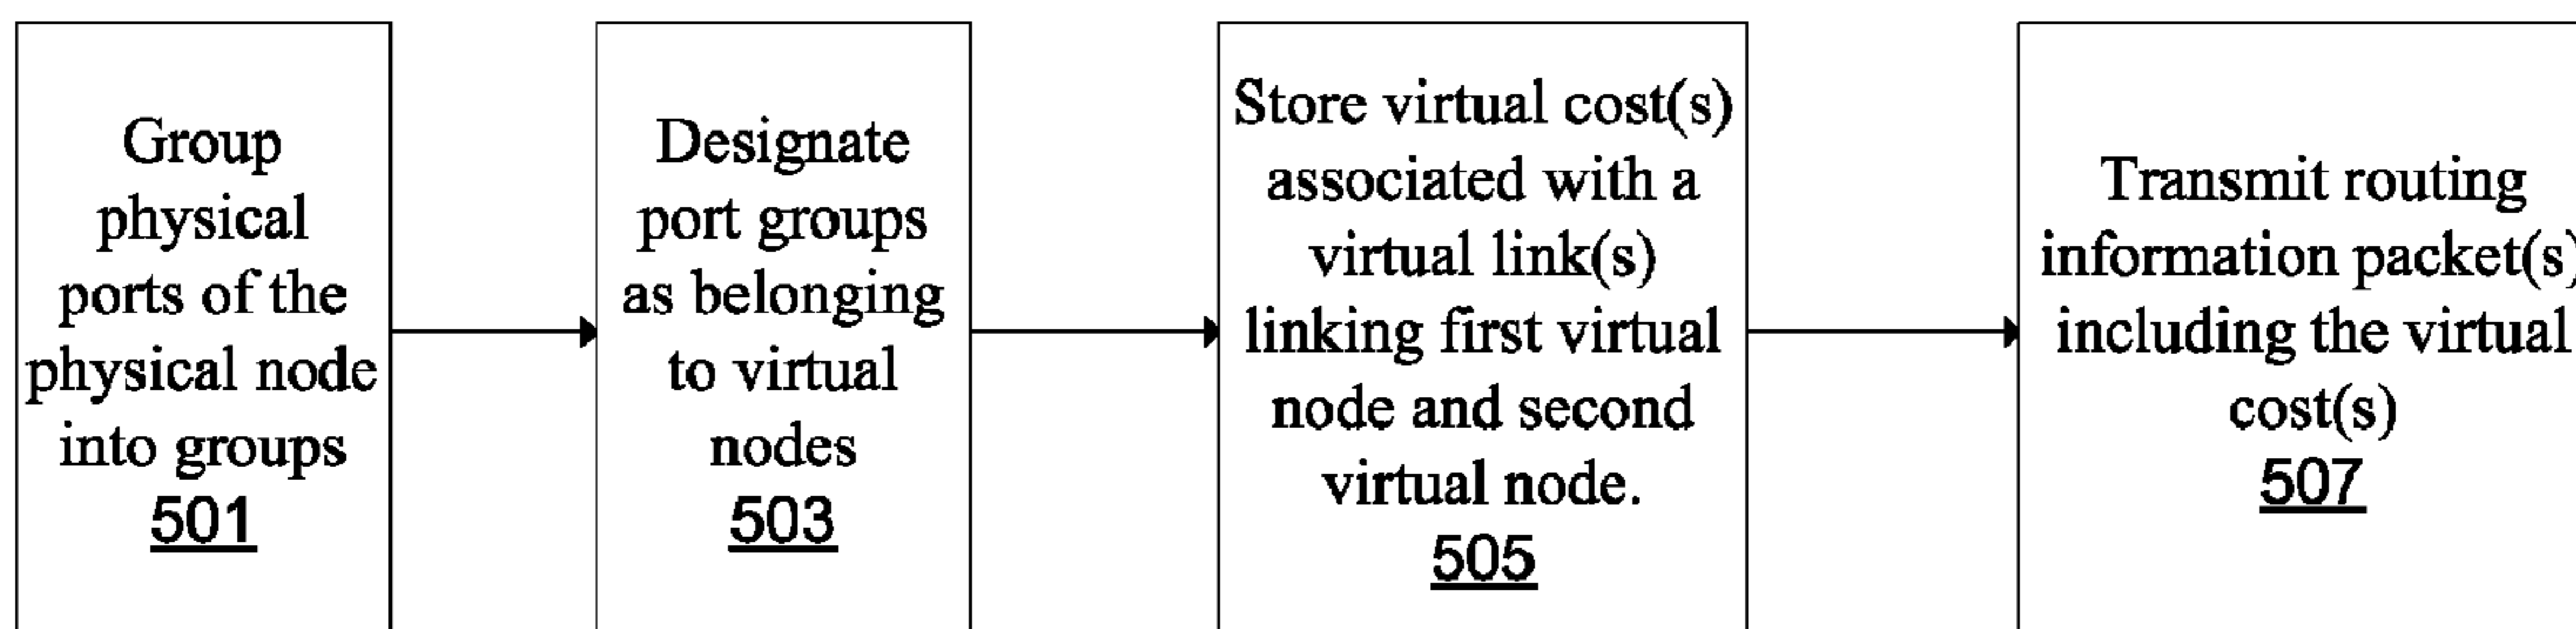 Group
physical
ports of the
physical node
into groups
501
Designate
port groups
as belonging
to virtual
nodes
503
Store virtual cost(s)
associated with a
virtual link(s)
linking first virtual
node and second
virtual node.
505
Transmit routing
information packet(s)
including the virtual
cost(s)
507